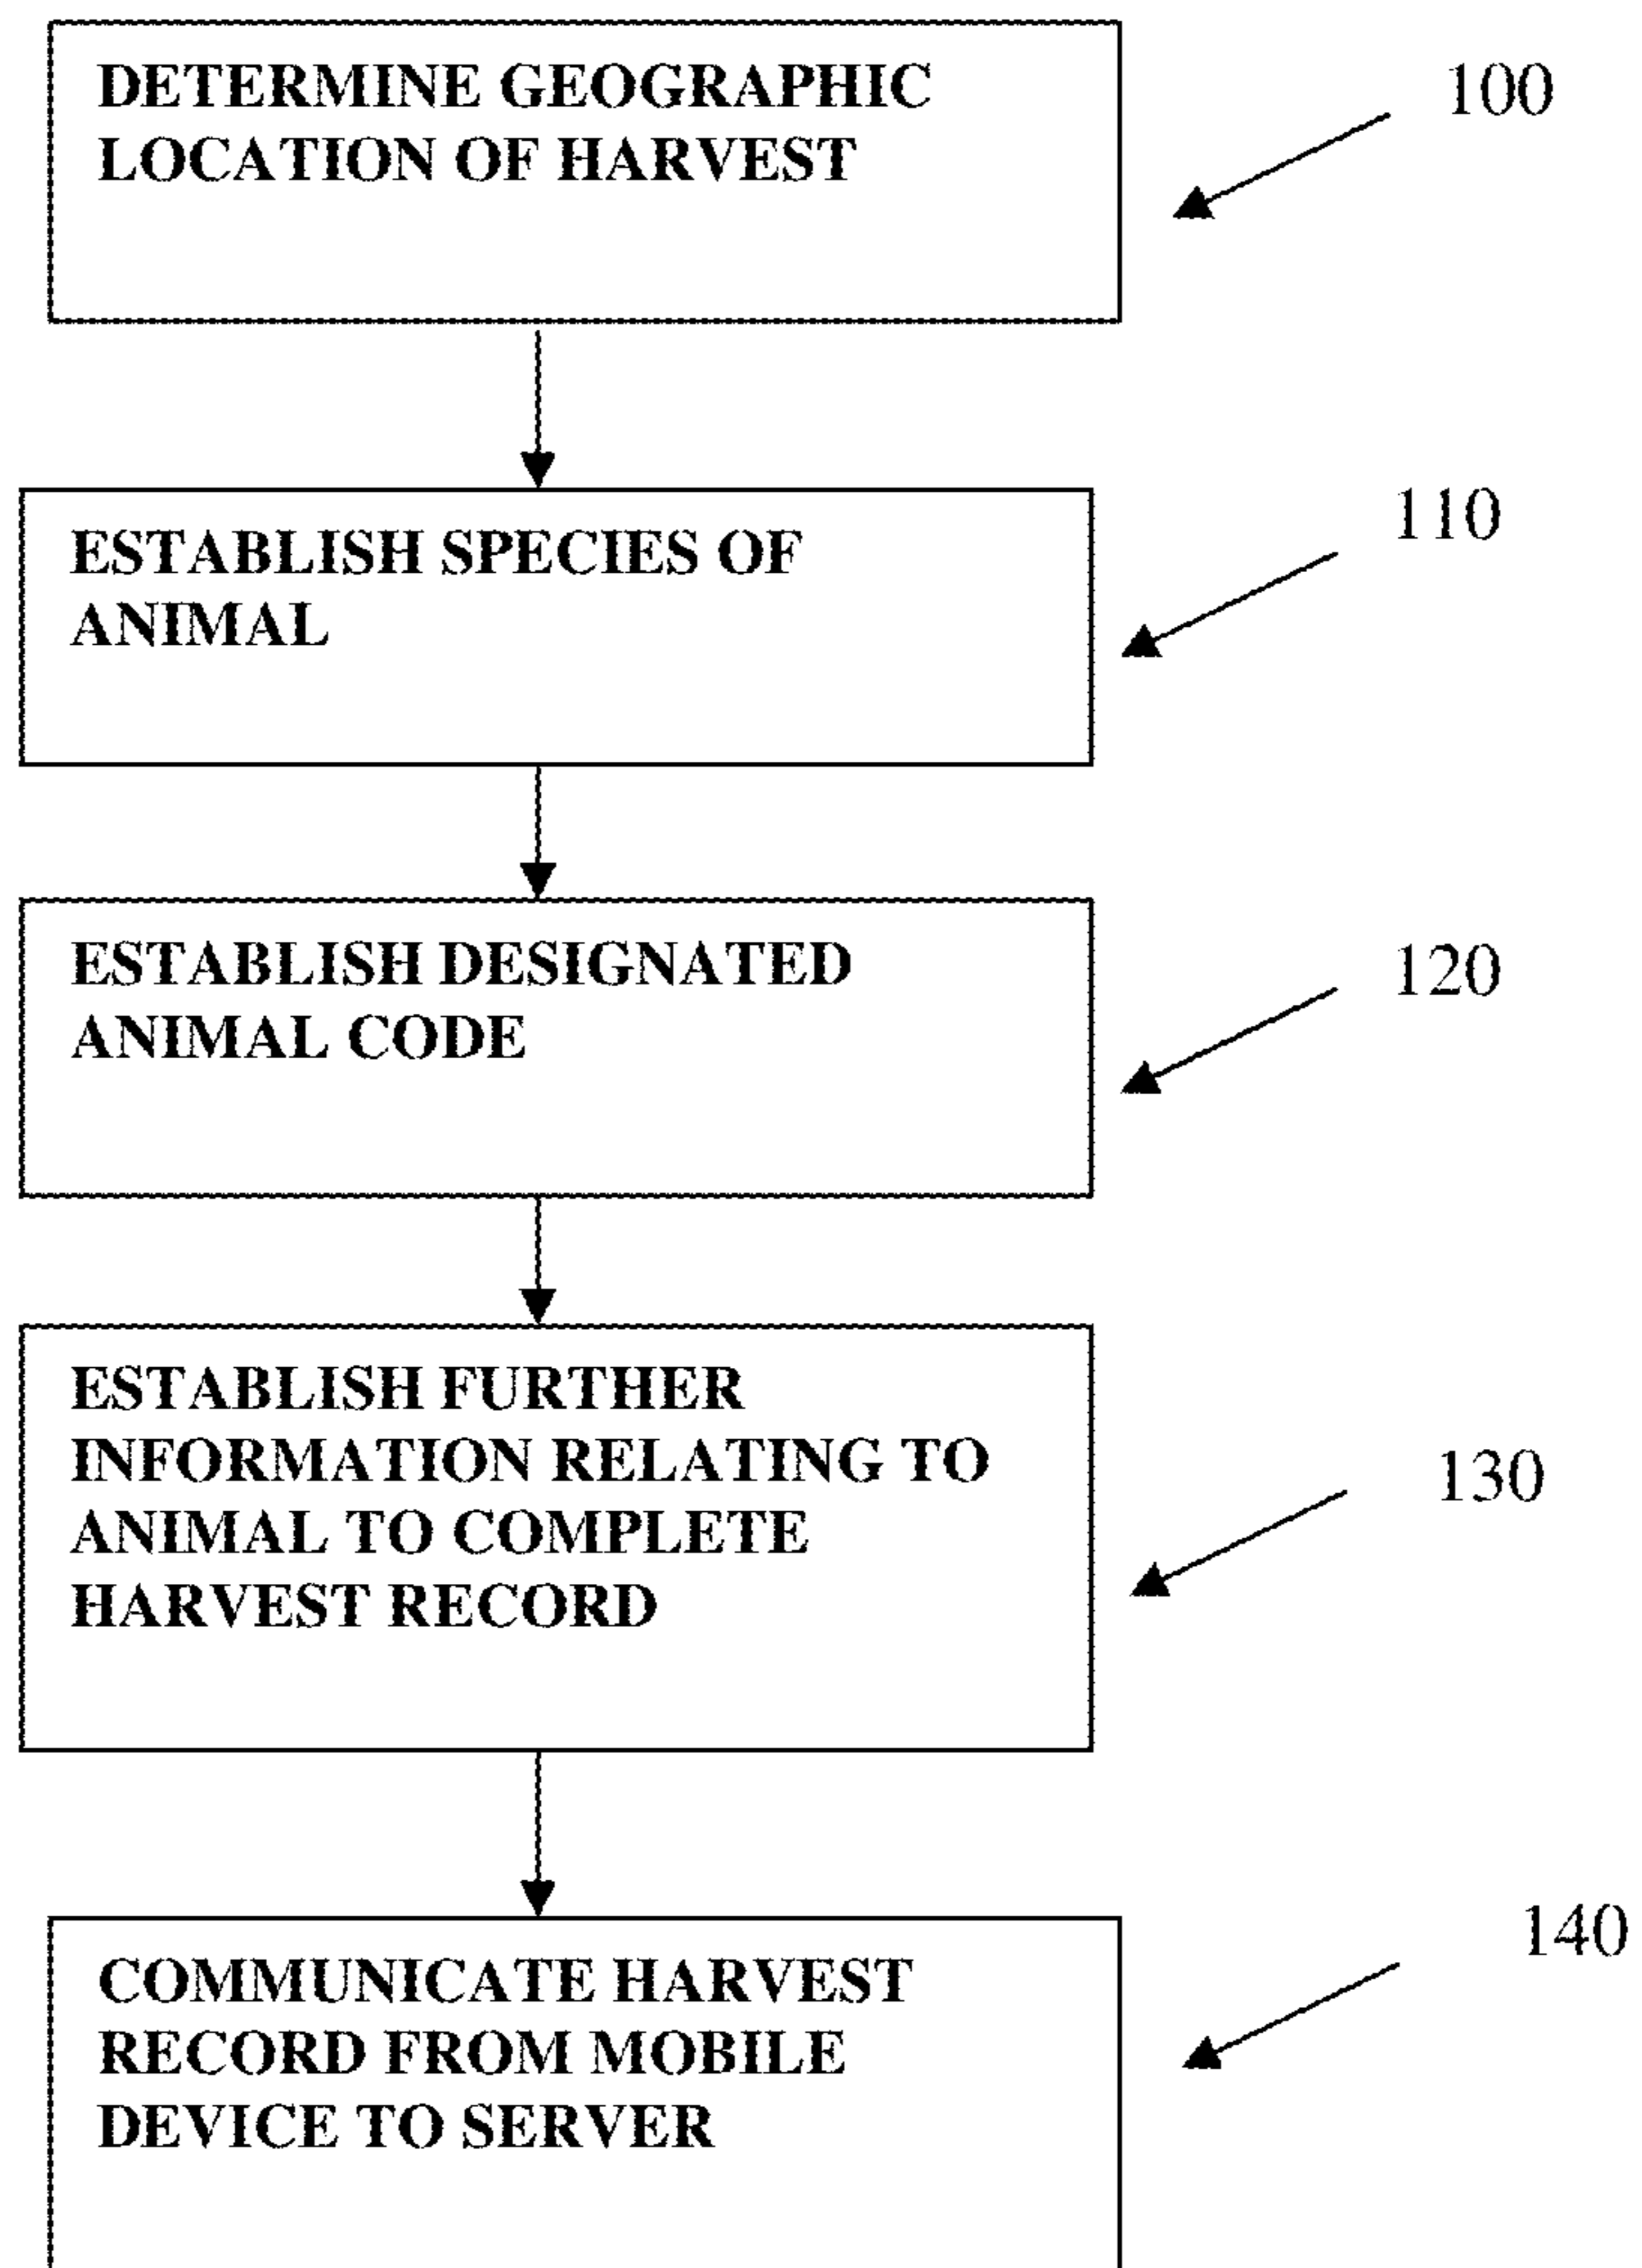 DETERMINE GEOGRAPHIC
LOCATION OF HARVEST
100
ESTABLISH SPECIES OF
ANIMAL
110
ESTABLISH DESIGNATED
ANIMAL CODE
120
ESTABLISH FURTHER
INFORMATION RELATING TO
ANIMAL TO COMPLETE
HARVEST RECORD
130
COMMUNICATE HARVEST
RECORD FROM MOBILE
DEVICE TO SERVER
140